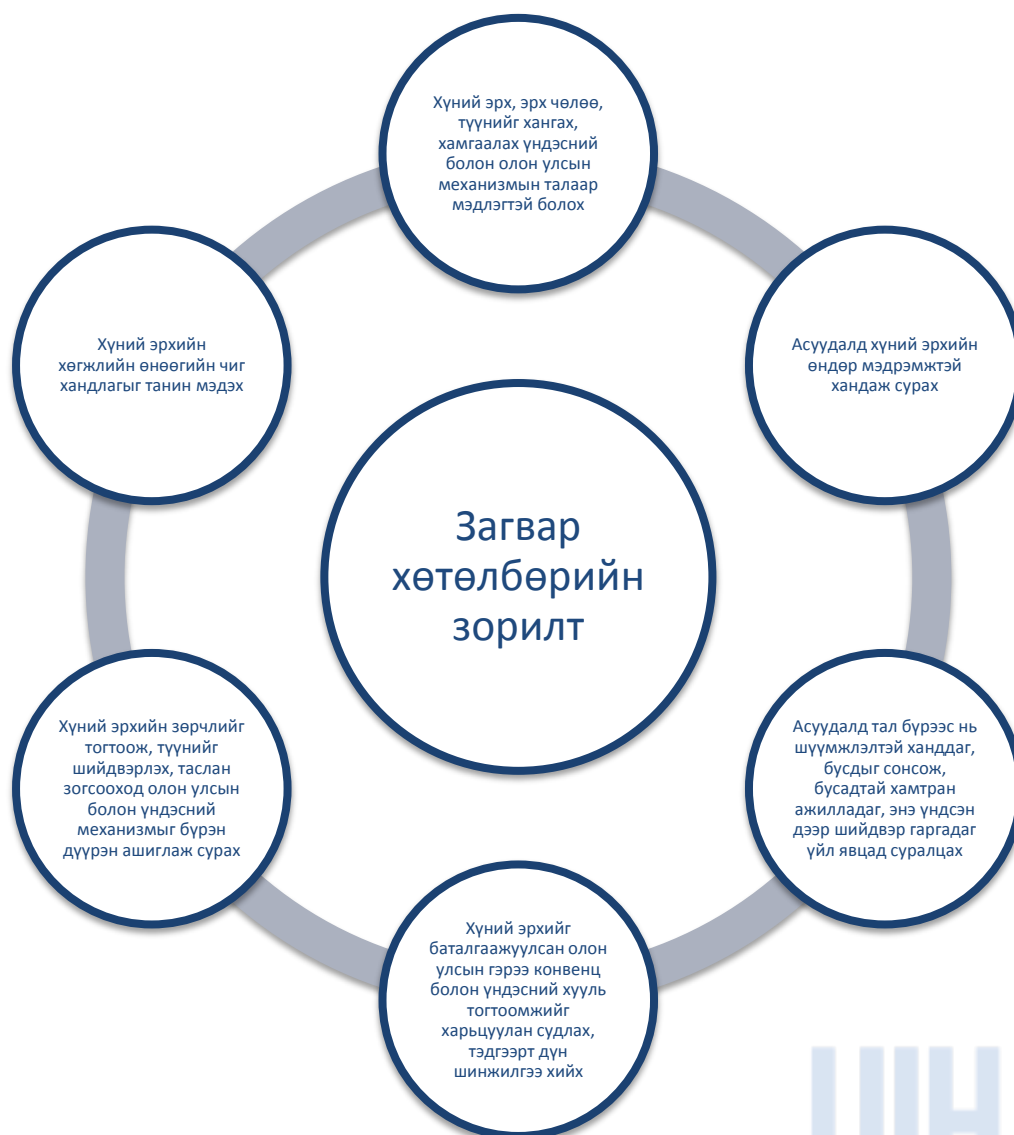 Хүний эрх, эрх чөлөө,
түүнийг хангах,
хамгаалах үндэсний
болон олон улсын
механизмын талаар
мэдлэгтэй болох
Асуудалд хүний эрхийн
өндөр мэдрэмжтэй
хандаж сурах
Асуудалд тал бүрээс нь
шүүмжлэлтэй ханддаг,
бусдыг сонсож,
бусадтай хамтран
ажилладаг, энэ үндсэн
дээр шийдвэр гаргадаг
үйл явцад суралцах
Хүний эрхийг
баталгаажуулсан олон
улсын гэрээ конвенц
болон үндэсний хууль
тогтоомжийг
харьцуулан судлах,
тэдгээрт дүн
шинжилгээ хийх
Хүний эрхийн зөрчлийг
тогтоож, түүнийг
шийдвэрлэх, таслан
зогсооход олон улсын
болон үндэсний
механизмыг бүрэн
дүүрэн ашиглаж сурах
Хүний эрхийн
хөгжлийн өнөөгийн чиг
хандлагыг танин мэдэх
Загвар
хөтөлбөрийн
зорилт